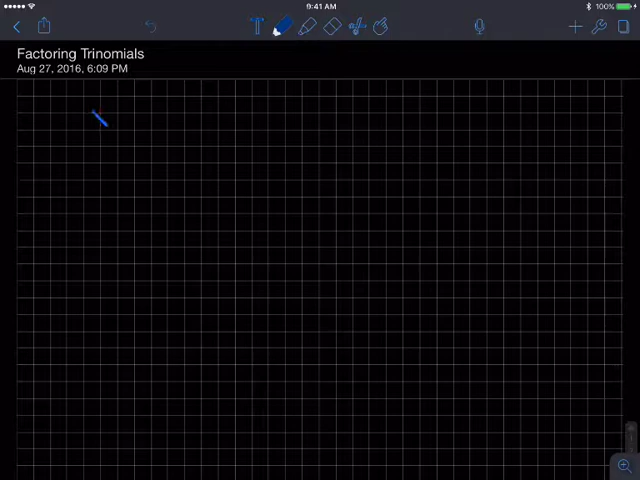 9:41 AM
100%
T
Factoring Trinomials
Aug 27, 2016, 6:09 PM